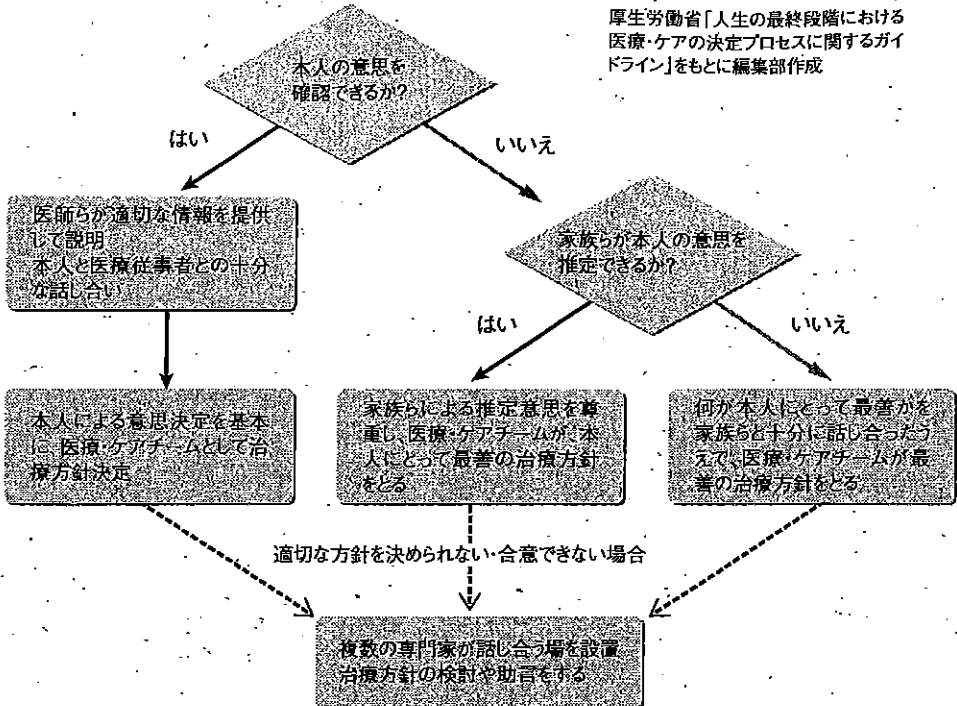 厚生労働省「人生の最終段階における
医療・ケアの決定プロセスに関するガイ
ドライン」をもとに編集部作成
本人の意思を
確認できるか?
はい
いいえ
医師らが適切な情報を提供
して説明
本人と医療従事者との十分
な話し合い
家族らが本人の意思を
推定できるか?
はい
いいえ
本人による意思決定を基本
に、医療・ケアチームとして治
療方針決定
家族らによる推定意思を尊
重し、医療・ケアチームが、本
人にとって最善の治療方針
をとる
何が本人にとって最善かを
家族らと十分に話し合ったう
えで、医療・ケアチームが最
善の治療方針をとる
適切な方針を決められない・合意できない場合
複数の専門家が話し合う場を設置
治療方針の検討や助言をする